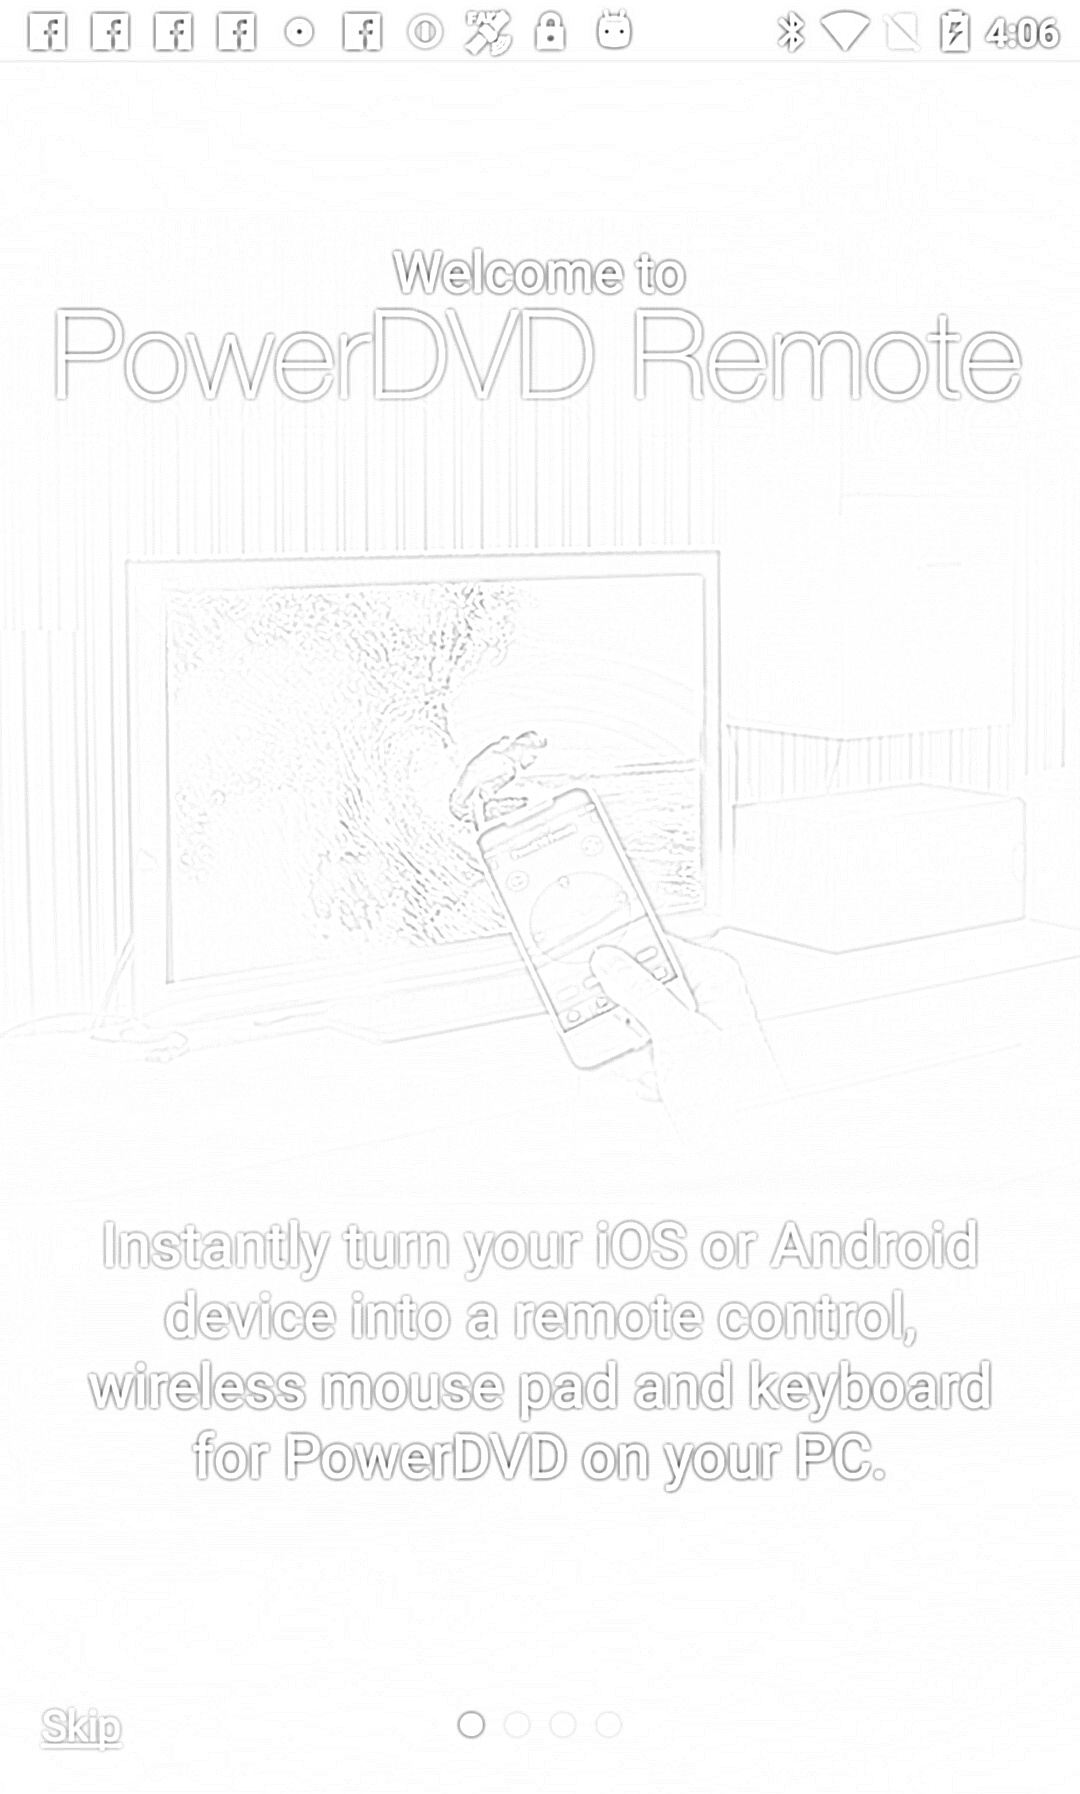 FAKE
4:06
Welcome to
PowerDVD Remote
Instantly turn your iOS or Android
device into a remote control,
wireless mouse pad and keyboard
for PowerDVD on your PC.
Skip